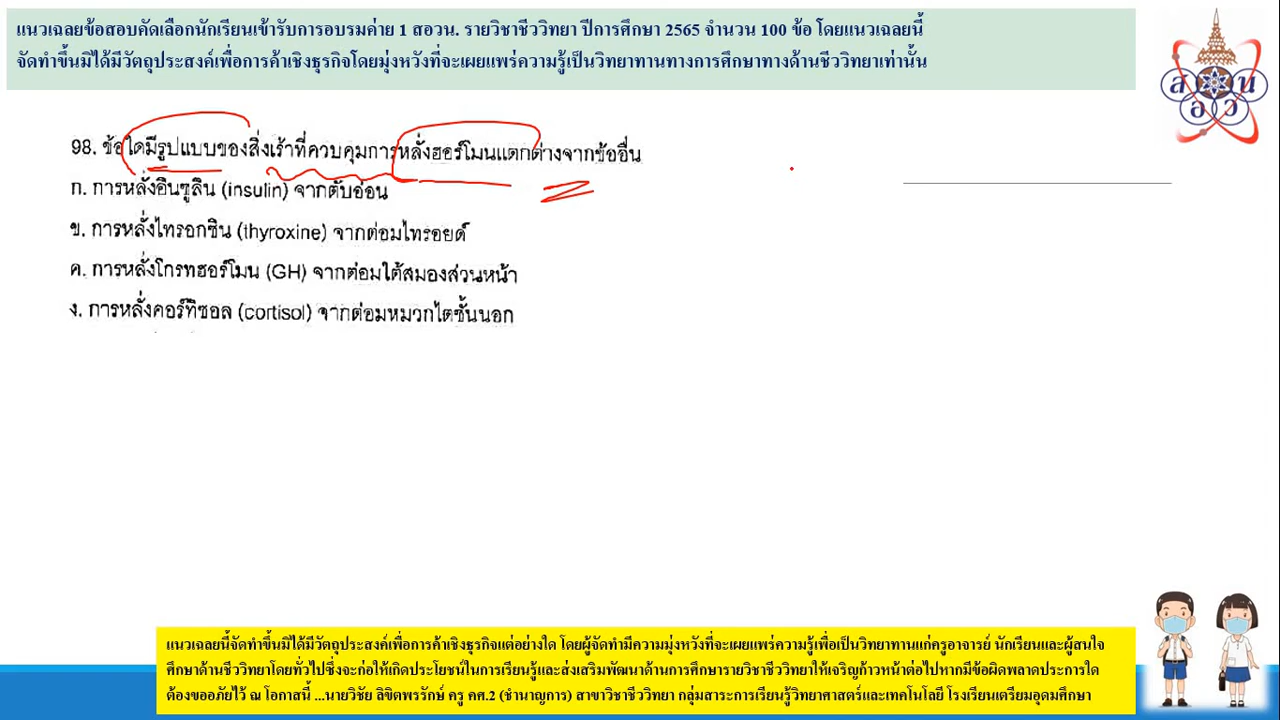 แนวเฉลยข้อสอบคัดเลือกนักเรียนเข้ารับการอบรมค่าย 1 สอวน. รายวิชาชีววิทยา ปีการศึกษา 2565 จำนวน 100 ข้อ โดยแนวเฉลยนี้
จัดทำขึ้นมิได้มีวัตถุประสงค์เพื่อการค้าเชิงธุรกิจโดยมุ่งหวังที่จะเผยแพร่ความรู้เป็นวิทยาทานทางการศึกษาทางด้านชีววิทยาเท่านั้น
ส อ ว น
98. ข้อใดมีรูปแบบของสิ่งเร้าที่ควบคุมการหลั่งฮอร์โมนแตกต่างจากข้ออื่น
ก. การหลั่งอินซูลิน (insulin) จากตับอ่อน
ข. การหลั่งไทรอกซิน (thyroxine) จากต่อมไทรอยด์
ค. การหลั่งโกรทฮอร์โมน (GH) จากต่อมใต้สมองส่วนหน้า
ง. การหลั่งคอร์ทิซอล (cortisol) จากต่อมหมวกไตชั้นนอก
แนวเฉลยนี้จัดทำขึ้นมิได้มีวัตถุประสงค์เพื่อการค้าเชิงธุรกิจแต่อย่างใด โดยผู้จัดทำมีความมุ่งหวังที่จะเผยแพร่ความรู้เพื่อเป็นวิทยาทานแก่ครูอาจารย์ นักเรียนและผู้สนใจ
ศึกษาด้านชีววิทยาโดยทั่วไปซึ่งจะก่อให้เกิดประโยชน์ในการเรียนรู้และส่งเสริมพัฒนาด้านการศึกษารายวิชาชีววิทยาให้เจริญก้าวหน้าต่อไปหากมีข้อผิดพลาดประการใด
ต้องขออภัยไว้ ณ โอกาสนี้ ...นายวิชัย ลิขิตพรรักษ์ ครู คศ.2 (ชำนาญการ) สาขาวิชาชีววิทยา กลุ่มสาระการเรียนรู้วิทยาศาสตร์และเทคโนโลยี โรงเรียนเตรียมอุดมศึกษา